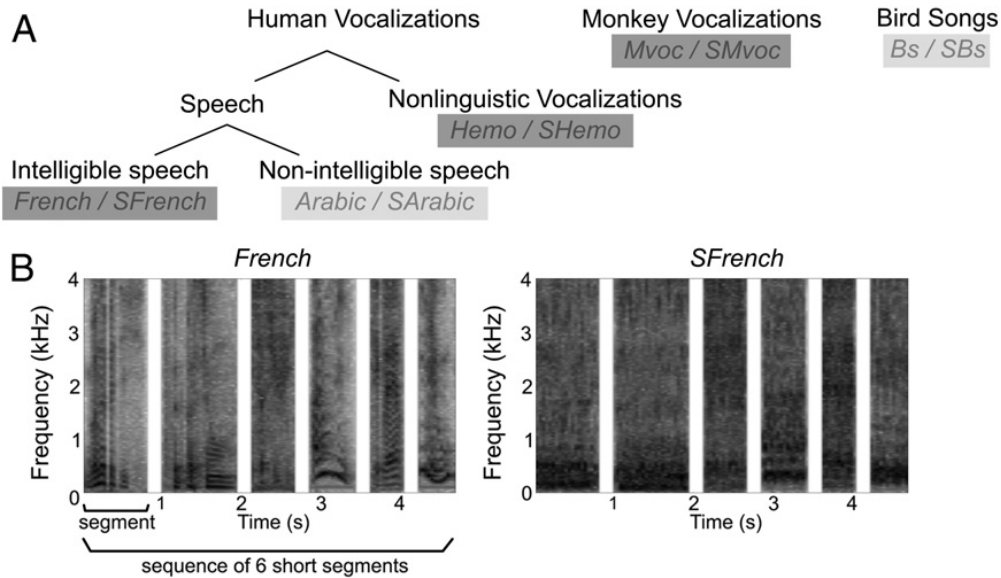 A
Human Vocalizations
Monkey Vocalizations
Mvoc / SMvoc
Bird Songs
Bs / SBs
Speech
Nonlinguistic Vocalizations
Hemo / SHemo
Intelligible speech
French / SFrench
Non-intelligible speech
Arabic / SArabic
B
French
Frequency (kHz)
4
3
2
1
0
1 2 3 4
segment
Time (s)
sequence of 6 short segments
SFrench
Frequency (kHz)
4
3
2
1
0
1 2 3 4
Time (s)